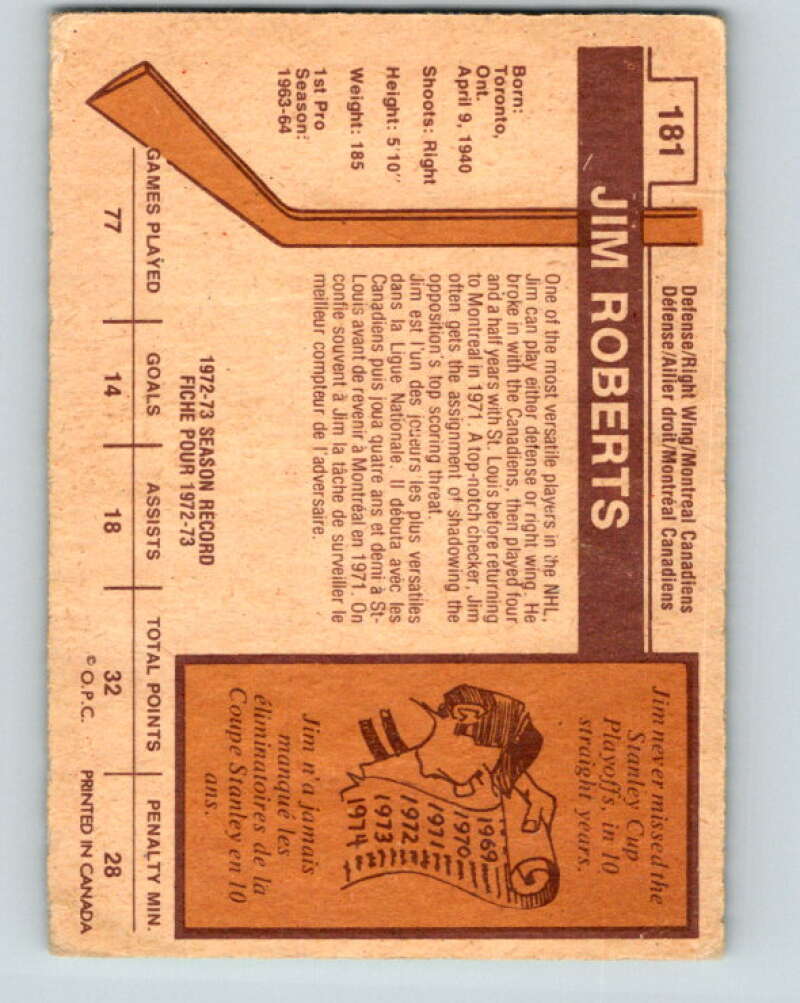 181
Defense/Right Wing/Montreal Canadiens
Défense/Ailier droit/Montréal Canadiens
JIM ROBERTS
Born:
Toronto,
Ont.
April 9, 1940
Shoots: Right
Height: 5'10"
Weight: 185
1st Pro
Season:
1963-64
One of the most versatile players in the NHL,
Jim can play either defense or right wing. He
broke in with the Canadiens, then played four
and a half years with St. Louis before returning
to Montreal in 1971. A top-notch checker, Jim
often gets the assignment of shadowing the
opposition's top scoring threat.
Jim est l'un des joueurs les plus versatiles
dans la Ligue Nationale. Il débuta avec les
Canadiens puis joua quatre ans et demi à St-
Louis avant de revenir à Montréal en 1971. On
confie souvent à Jim la tâche de surveiller le
meilleur compteur de l'adversaire.
Jim never missed the
Stanley Cup
Playoffs, in 10
straight years.
1969
1970
1971
1972
1973
1974
Jim n'a jamais
manqué les
éliminatoires de la
Coupe Stanley en 10
ans.
1972-73 SEASON RECORD
FICHE POUR 1972-73
GAMES PLAYED GOALS ASSISTS TOTAL POINTS PENALTY MIN.
77 14 18 32 28
© O.P.C. PRINTED IN CANADA